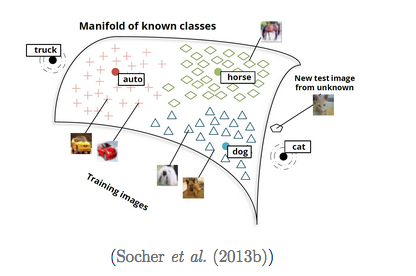 Manifold of known classes
truck
auto
horse
New test image
from unknown
cat
dog
Training images
(Socher et al. (2013b))